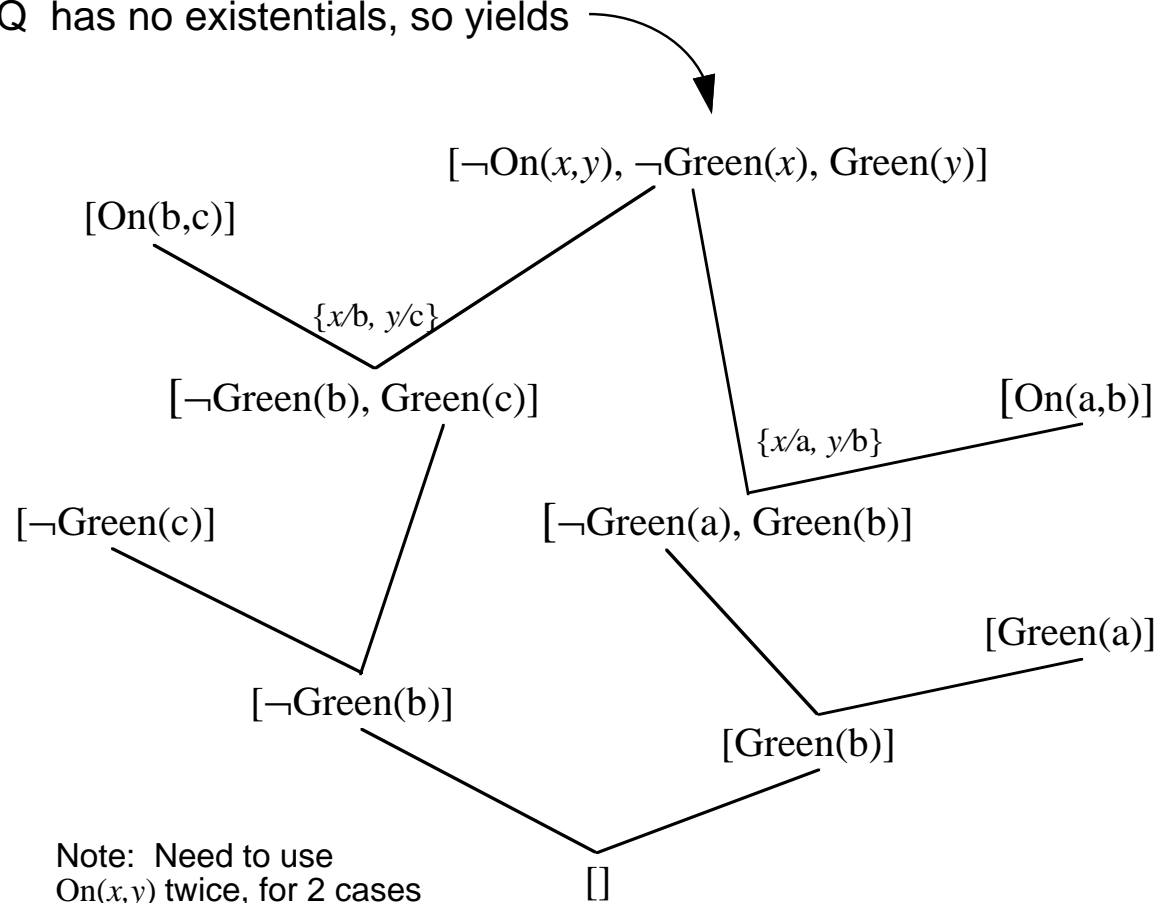 Q has no existentials, so yields
[¬On(x,y), ¬Green(x), Green(y)]
[On(b,c)]
{x/b, y/c}
[¬Green(b), Green(c)]
[On(a,b)]
{x/a, y/b}
[¬Green(c)]
[¬Green(a), Green(b)]
[Green(a)]
[¬Green(b)]
[Green(b)]
Note: Need to use
On(x,y) twice, for 2 cases
[]